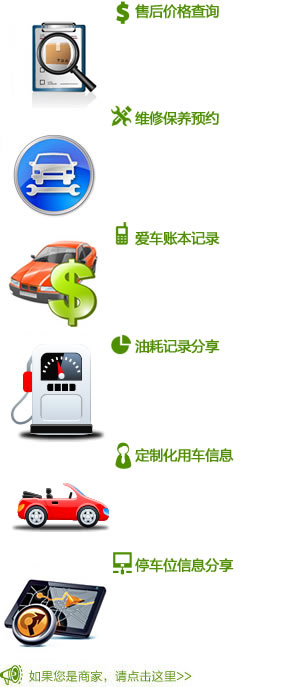 售后价格查询
维修保养预约
爱车账本记录
油耗记录分享
定制化用车信息
停车位信息分享
如果您是商家，请点击这里>>